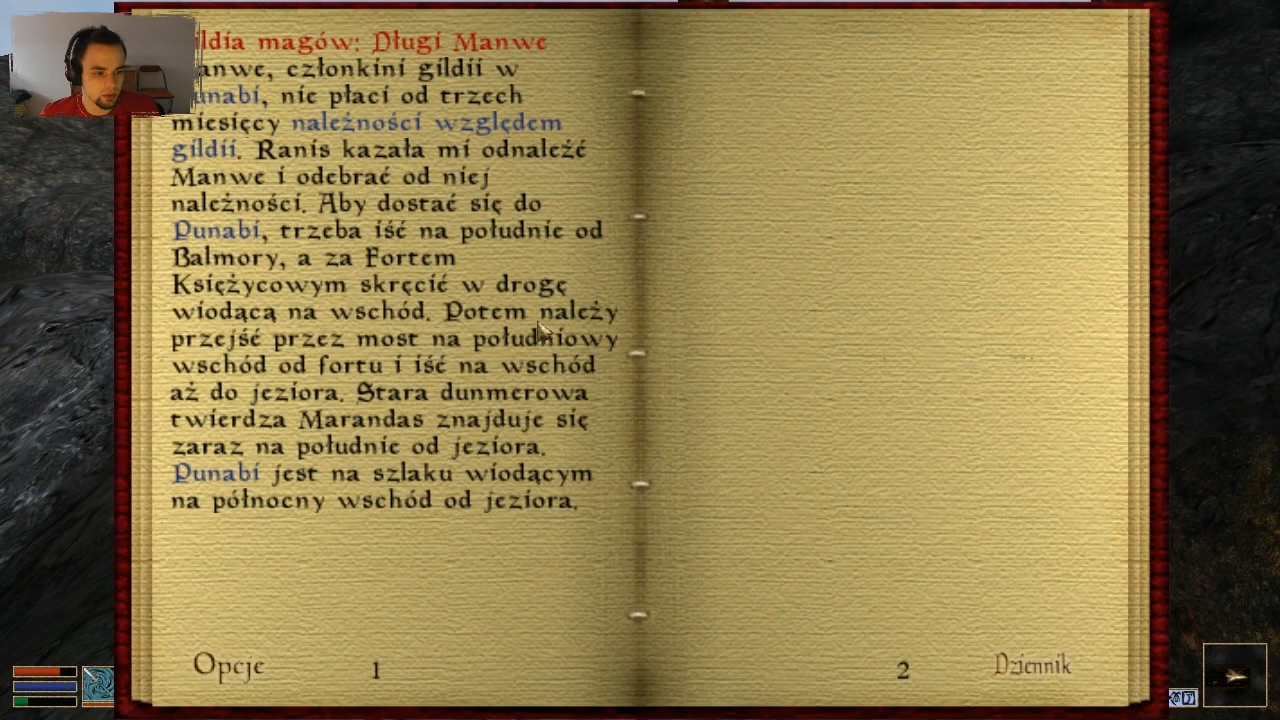 ildia magów: Długi Manwe
anwe, członkini gildii w
unabi, nie płaci od trzech
miesięcy należności względem
gildii. Ranis kazała mi odnaleźć
Manwe i odebrać od niej
należności. Aby dostać się do
Punabi, trzeba iść na południe od
Balmory, a za Fortem
Księżycowym skręcić w drogę
wiodącą na wschód. Potem należy
przejść przez most na południowy
wschód od fortu i iść na wschód
aż do jeziora. Stara dunmerowa
twierdza Marandas znajduje się
zaraz na południe od jeziora.
Punabi jest na szlaku wiodącym
na północny wschód od jeziora.
Opcje
1
2
Dziennik